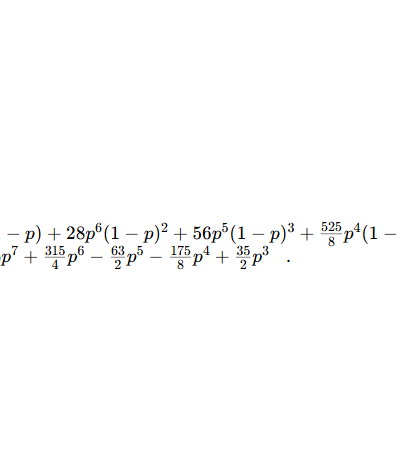 − p) + 28p⁶(1 − p)² + 56p⁵(1 − p)³ + 525/8 p⁴(1 −
p⁷ + 315/4 p⁶ − 63/2 p⁵ − 175/8 p⁴ + 35/2 p³ .